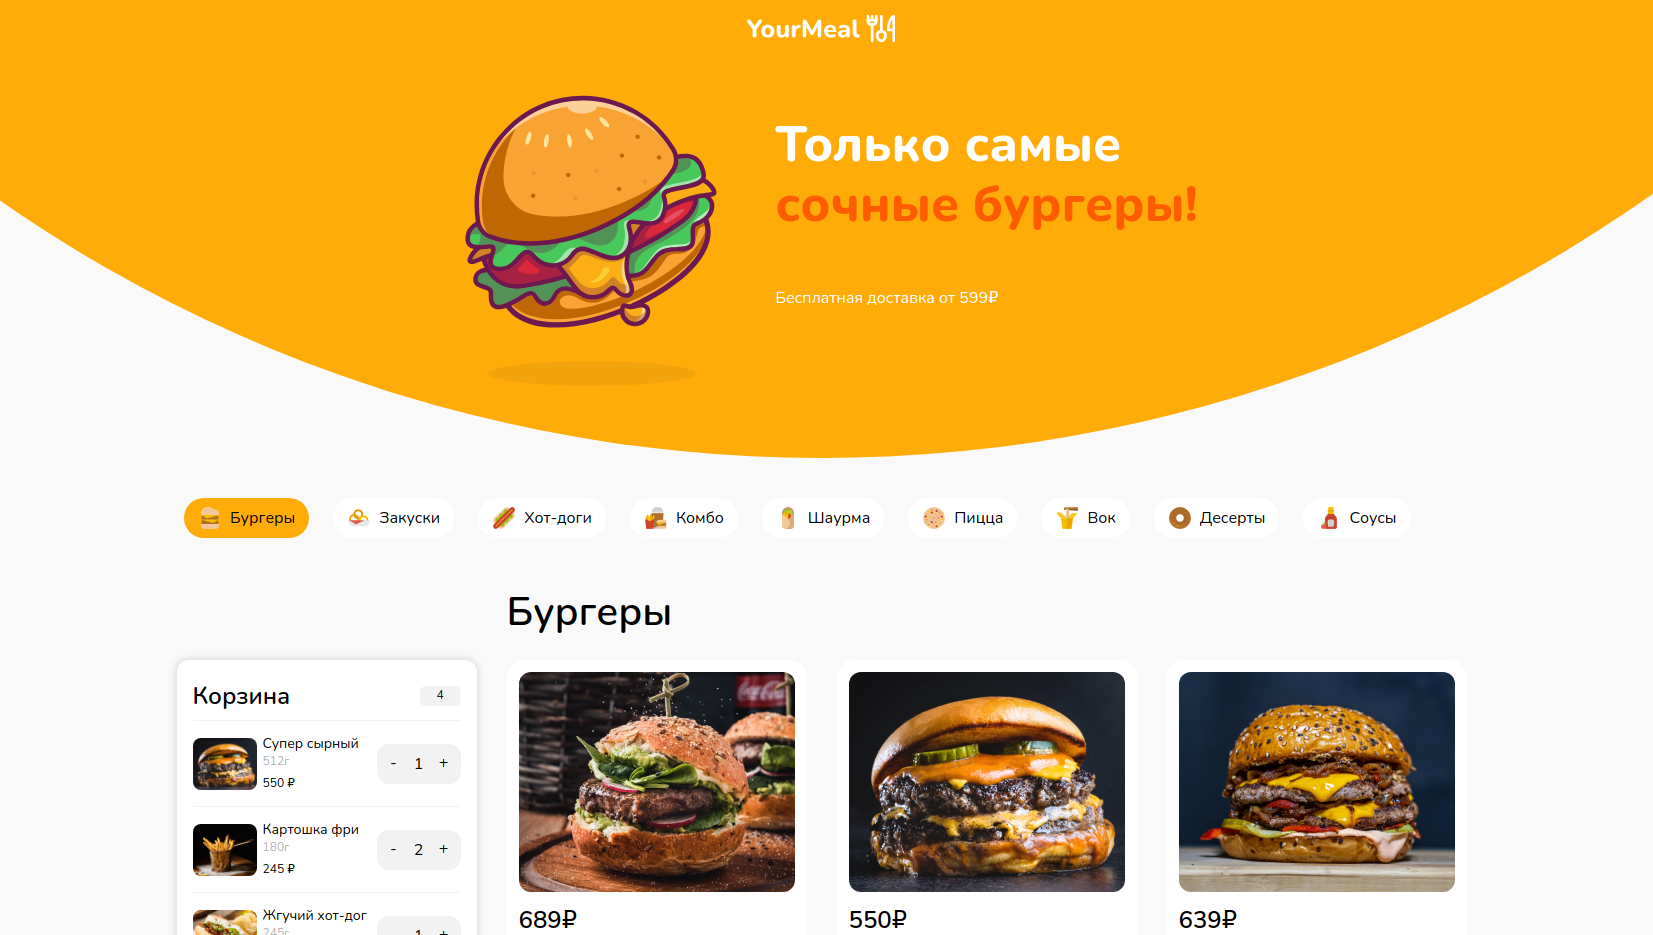 YourMeal
Только самые
сочные бургеры!
Бесплатная доставка от 599₽
Бургеры
Закуски
Хот-доги
Комбо
Шаурма
Пицца
Вок
Десерты
Соусы
Бургеры
Корзина
4
Супер сырный
512г
550 ₽
- 1 +
Картошка фри
180г
245 ₽
- 2 +
Жгучий хот-дог
245г
689₽
550₽
639₽